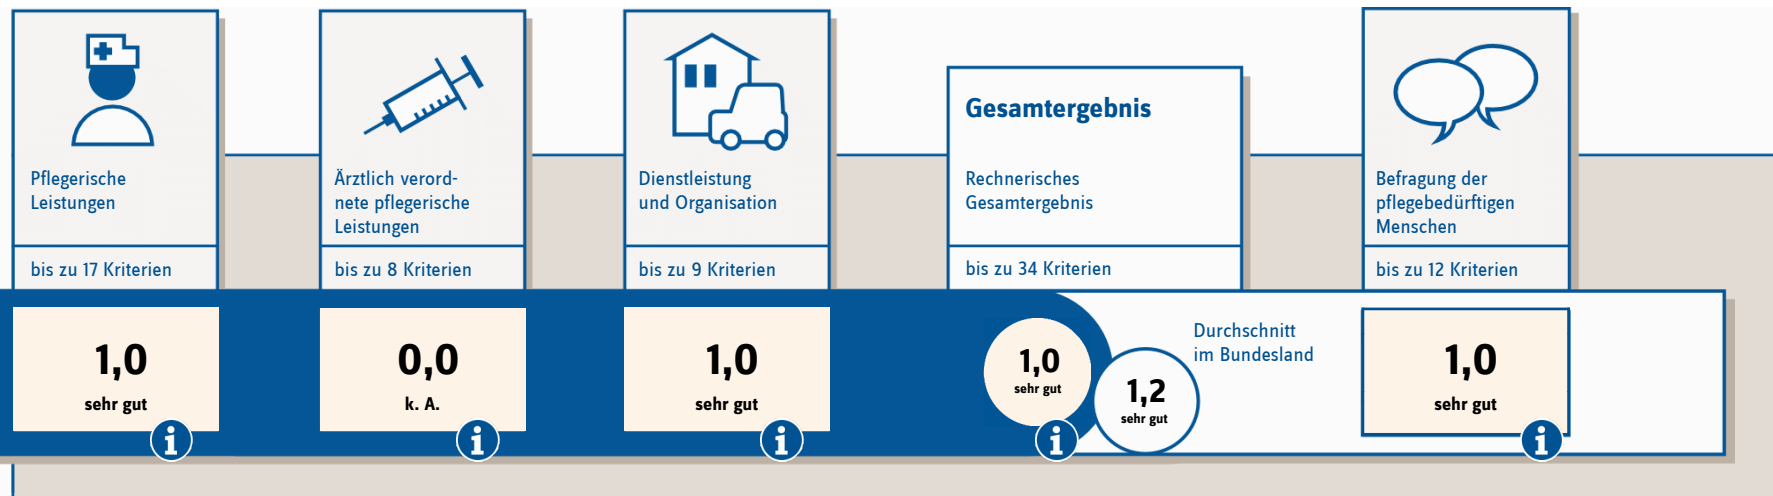 Pflegerische
Leistungen
bis zu 17 Kriterien
1,0
sehr gut
i
Ärztlich verord-
nete pflegerische
Leistungen
bis zu 8 Kriterien
0,0
k. A.
i
Dienstleistung
und Organisation
bis zu 9 Kriterien
1,0
sehr gut
i
Gesamtergebnis
Rechnerisches
Gesamtergebnis
bis zu 34 Kriterien
1,0
sehr gut
i
Durchschnitt
im Bundesland
1,2
sehr gut
Befragung der
pflegebedürftigen
Menschen
bis zu 12 Kriterien
1,0
sehr gut
i